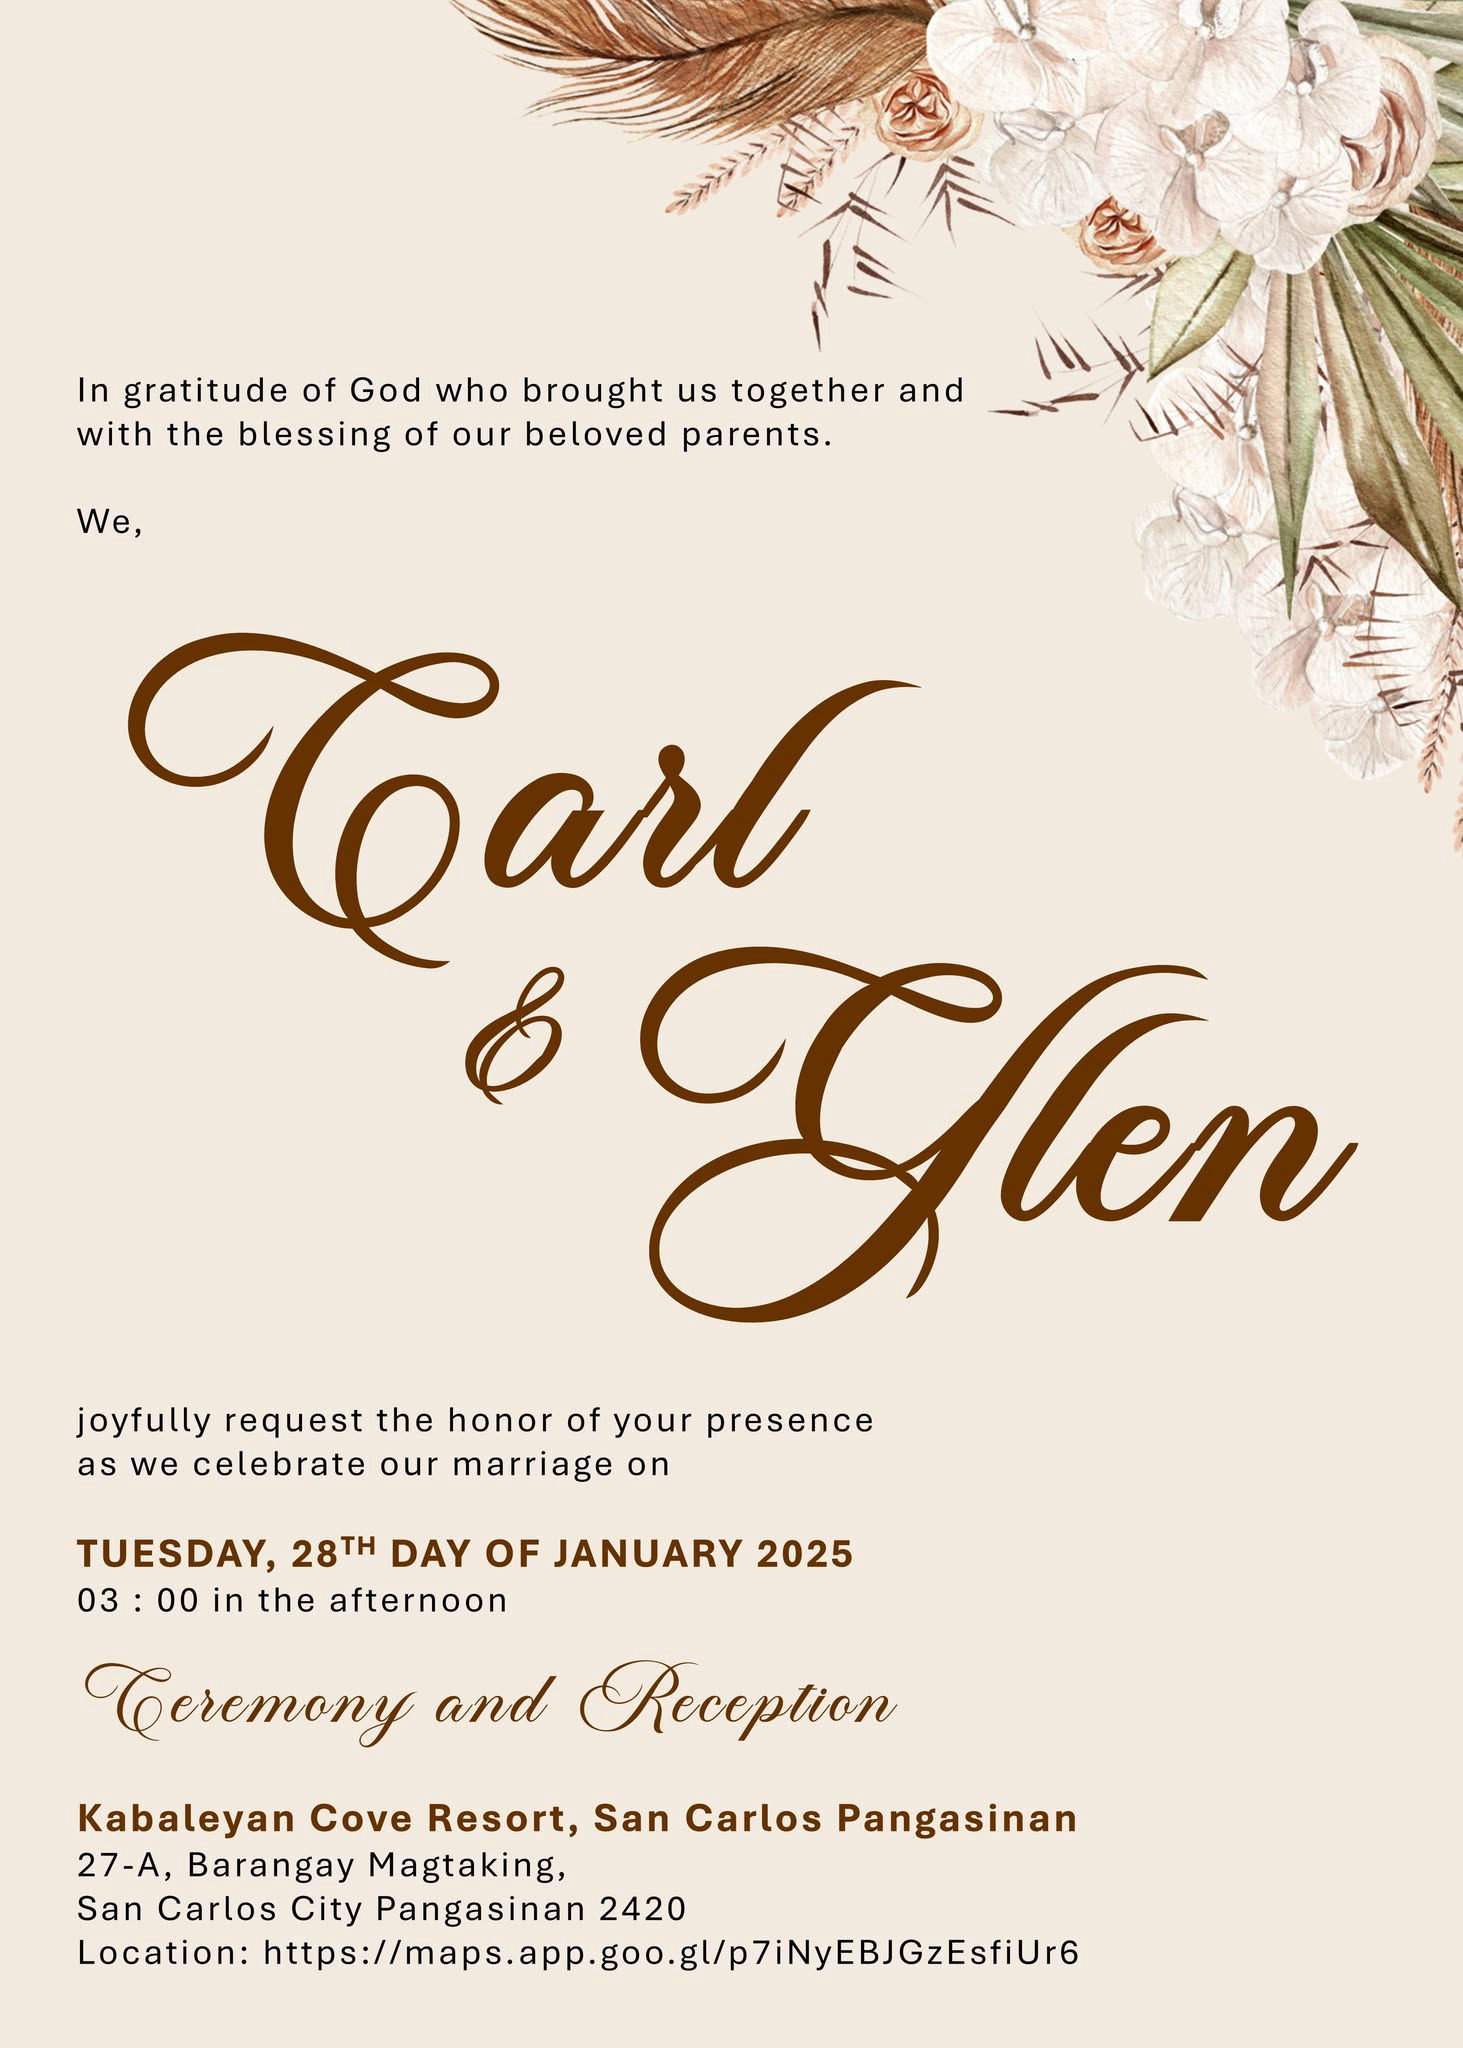 In gratitude of God who brought us together and
with the blessing of our beloved parents.
We,
Carl
& Glen
joyfully request the honor of your presence
as we celebrate our marriage on
TUESDAY, 28TH DAY OF JANUARY 2025
03 : 00 in the afternoon
Ceremony and Reception
Kabaleyan Cove Resort, San Carlos Pangasinan
27-A, Barangay Magtaking,
San Carlos City Pangasinan 2420
Location: https://maps.app.goo.gl/p7iNyEBJGzEsfiUr6